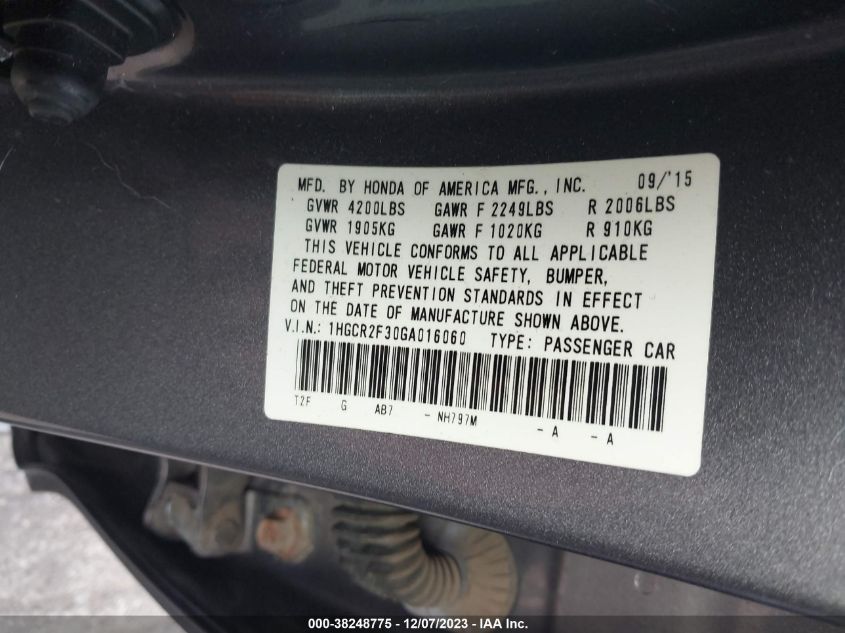 MFD. BY HONDA OF AMERICA MFG., INC. 09/'15
GVWR 4200LBS GAWR F 2249LBS R 2006LBS
GVWR 1905KG GAWR F 1020KG R 910KG
THIS VEHICLE CONFORMS TO ALL APPLICABLE
FEDERAL MOTOR VEHICLE SAFETY, BUMPER,
AND THEFT PREVENTION STANDARDS IN EFFECT
ON THE DATE OF MANUFACTURE SHOWN ABOVE.
V.I.N.: 1HGCR2F30GA016060 TYPE: PASSENGER CAR
T2F G AB7 - NH797M - A - A
000-38248775 - 12/07/2023 - IAA Inc.